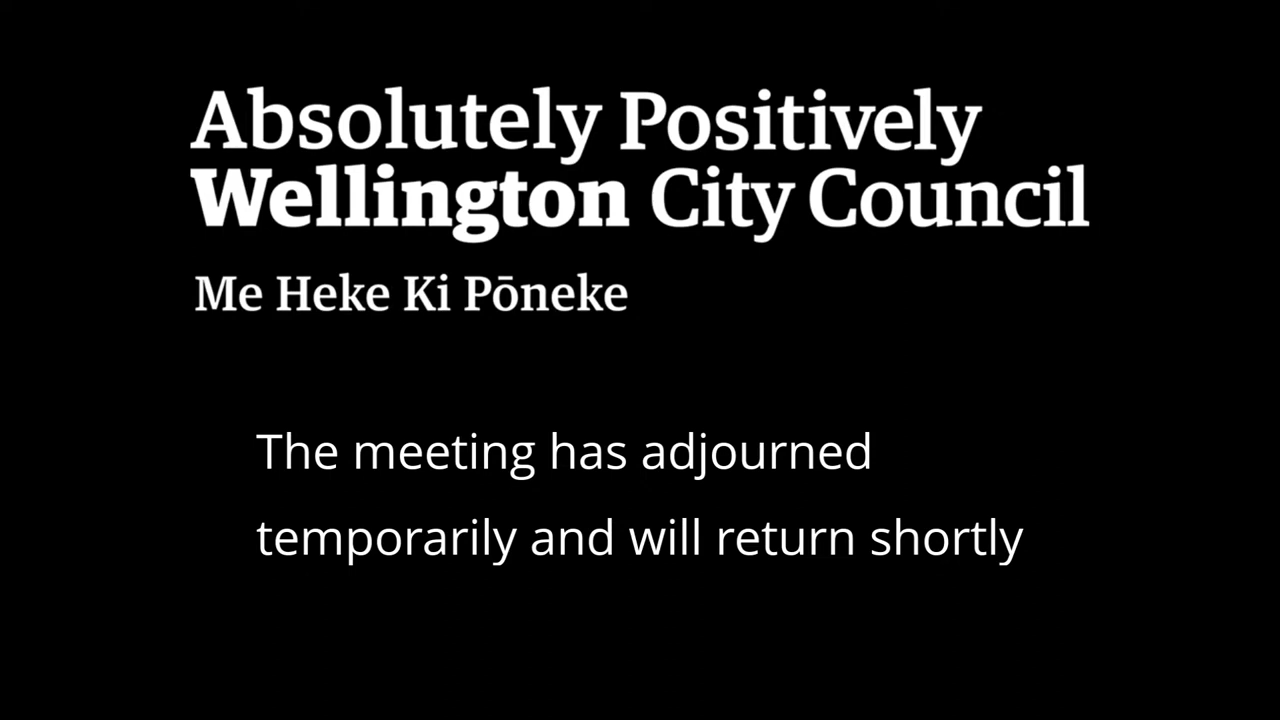 Absolutely Positively
Wellington City Council
Me Heke Ki Pōneke
The meeting has adjourned
temporarily and will return shortly